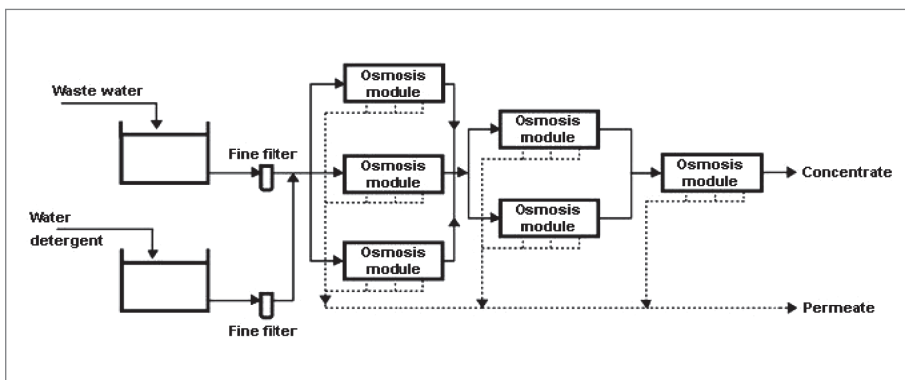 Waste water
Fine filter
Water
detergent
Fine filter
Osmosis
module
Osmosis
module
Osmosis
module
Osmosis
module
Osmosis
module
Osmosis
module
Concentrate
Permeate